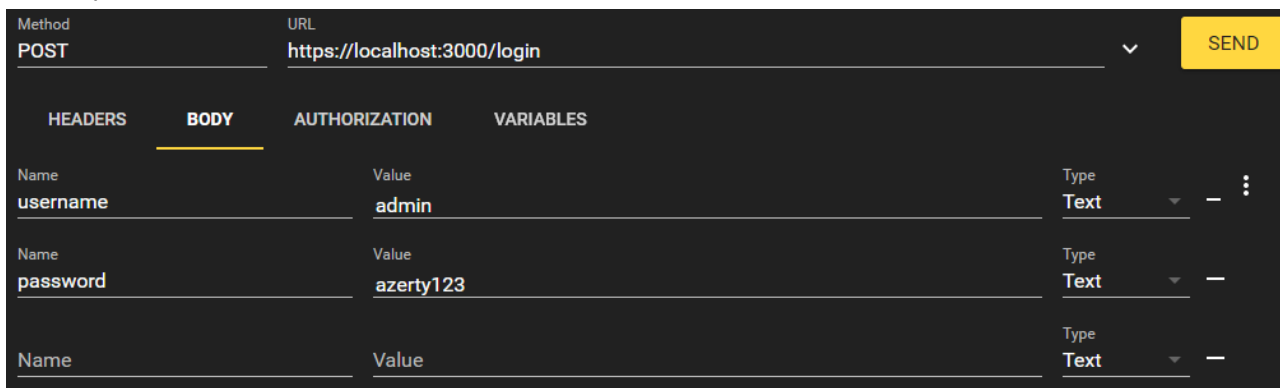 Method URL
POST https://localhost:3000/login SEND
HEADERS BODY AUTHORIZATION VARIABLES
Name Value Type
username admin Text
Name Value Type
password azerty123 Text
Type
Name Value Text